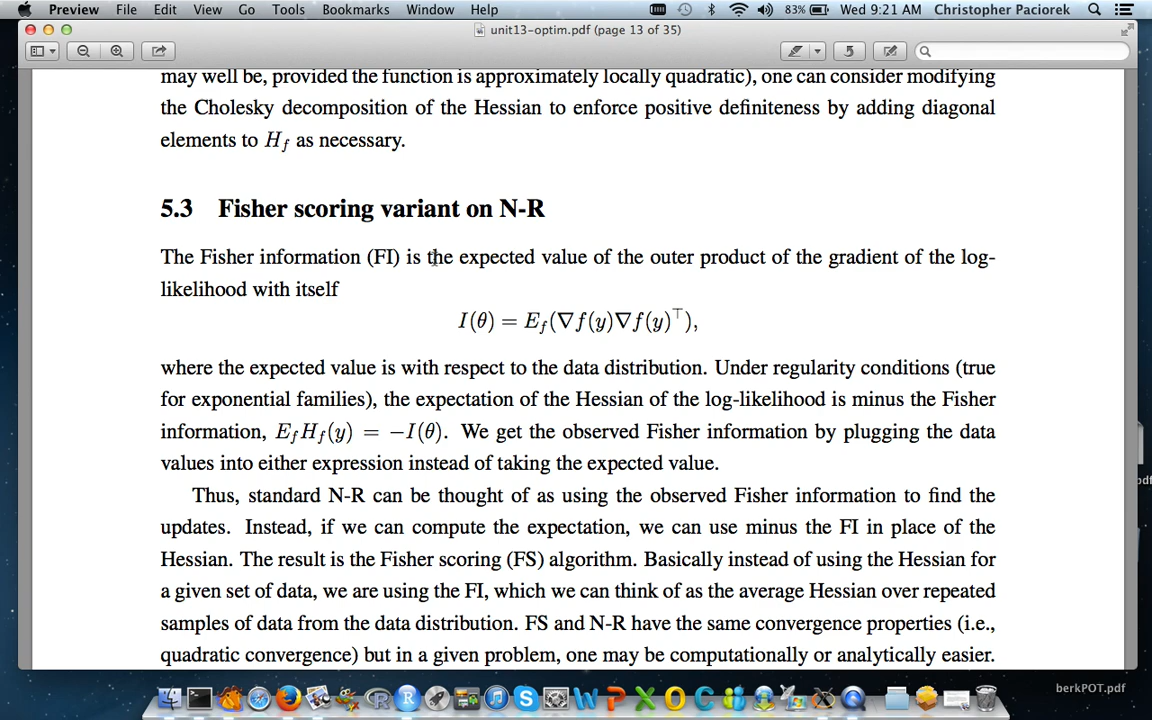 Preview File Edit View Go Tools Bookmarks Window Help 83% Wed 9:21 AM Christopher Paciorek
unit13-optim.pdf (page 13 of 35)
may well be, provided the function is approximately locally quadratic), one can consider modifying
the Cholesky decomposition of the Hessian to enforce positive definiteness by adding diagonal
elements to H_f as necessary.
5.3 Fisher scoring variant on N-R
The Fisher information (FI) is the expected value of the outer product of the gradient of the log-
likelihood with itself
I(θ) = E_f(∇f(y)∇f(y)^⊤),
where the expected value is with respect to the data distribution. Under regularity conditions (true
for exponential families), the expectation of the Hessian of the log-likelihood is minus the Fisher
information, E_f H_f(y) = −I(θ). We get the observed Fisher information by plugging the data
values into either expression instead of taking the expected value.
Thus, standard N-R can be thought of as using the observed Fisher information to find the
updates. Instead, if we can compute the expectation, we can use minus the FI in place of the
Hessian. The result is the Fisher scoring (FS) algorithm. Basically instead of using the Hessian for
a given set of data, we are using the FI, which we can think of as the average Hessian over repeated
samples of data from the data distribution. FS and N-R have the same convergence properties (i.e.,
quadratic convergence) but in a given problem, one may be computationally or analytically easier.
berkPOT.pdf